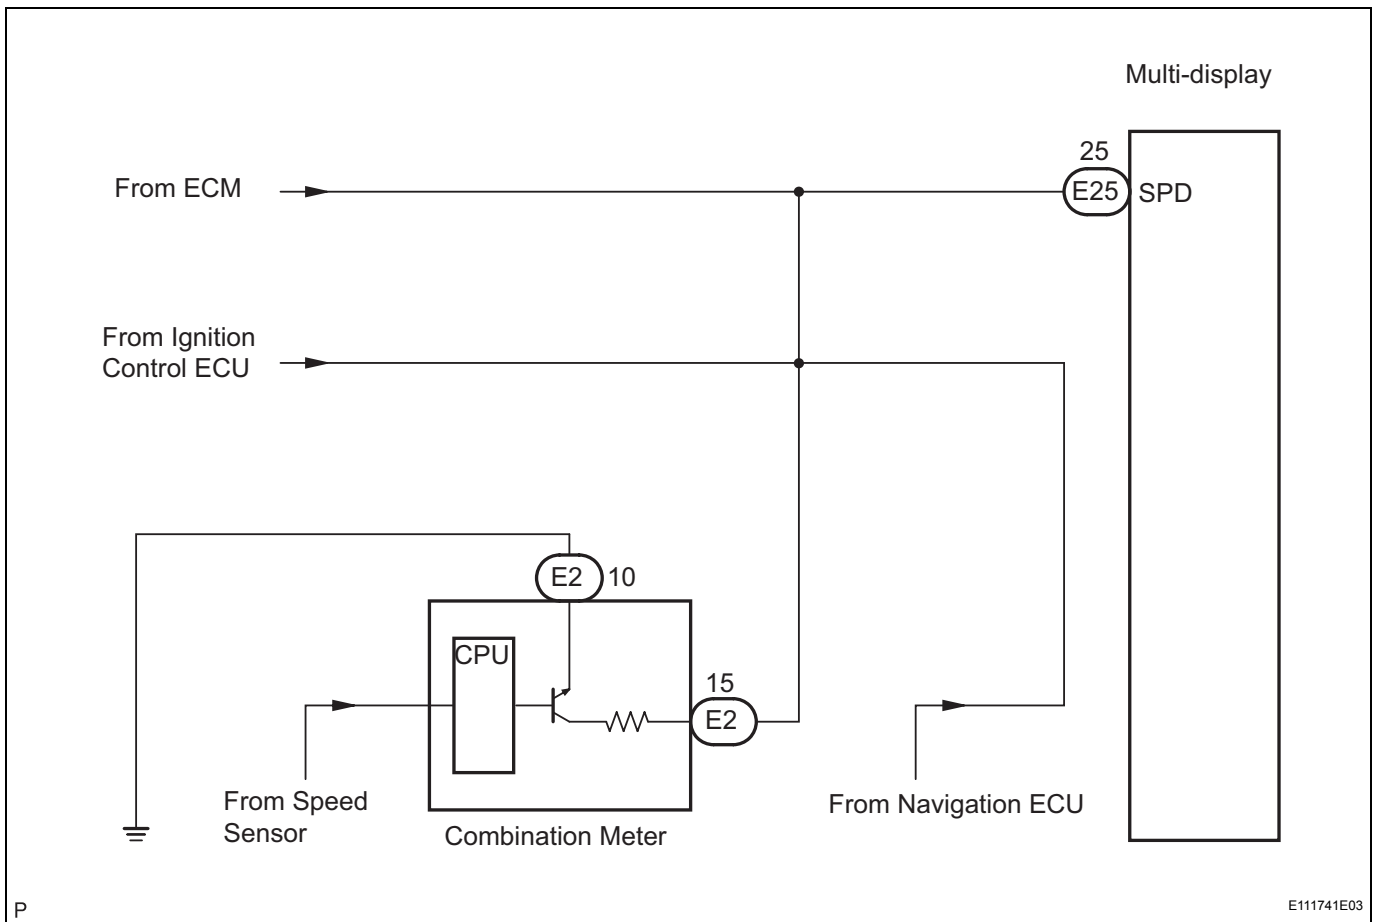 Multi-display
25
From ECM
E25
SPD
From Ignition
Control ECU
E2
10
CPU
15
E2
From Speed
Sensor
Combination Meter
From Navigation ECU
P
E111741E03